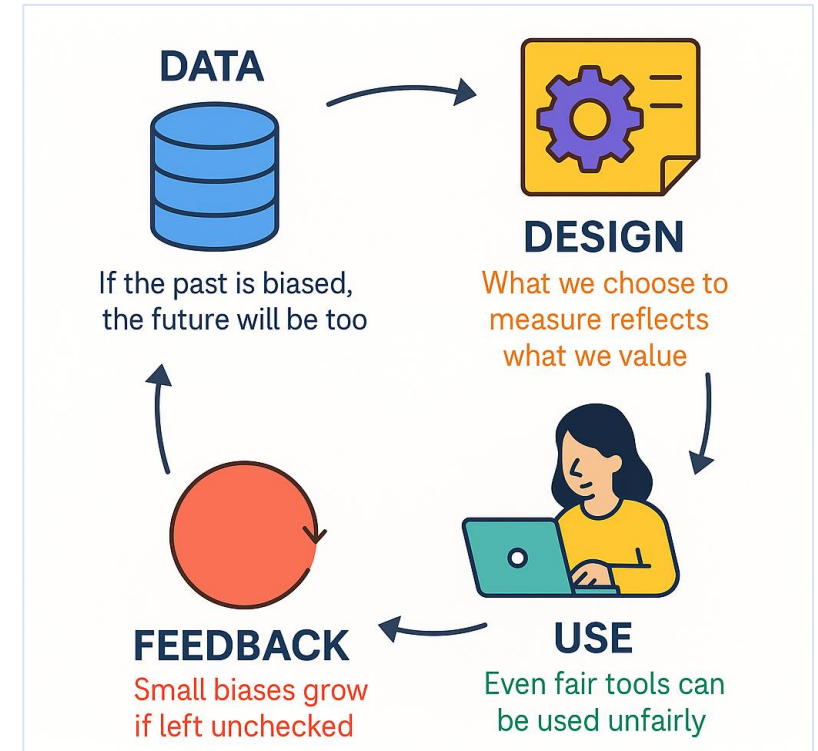 DATA
If the past is biased,
the future will be too
DESIGN
What we choose to
measure reflects
what we value
USE
Even fair tools can
be used unfairly
FEEDBACK
Small biases grow
if left unchecked